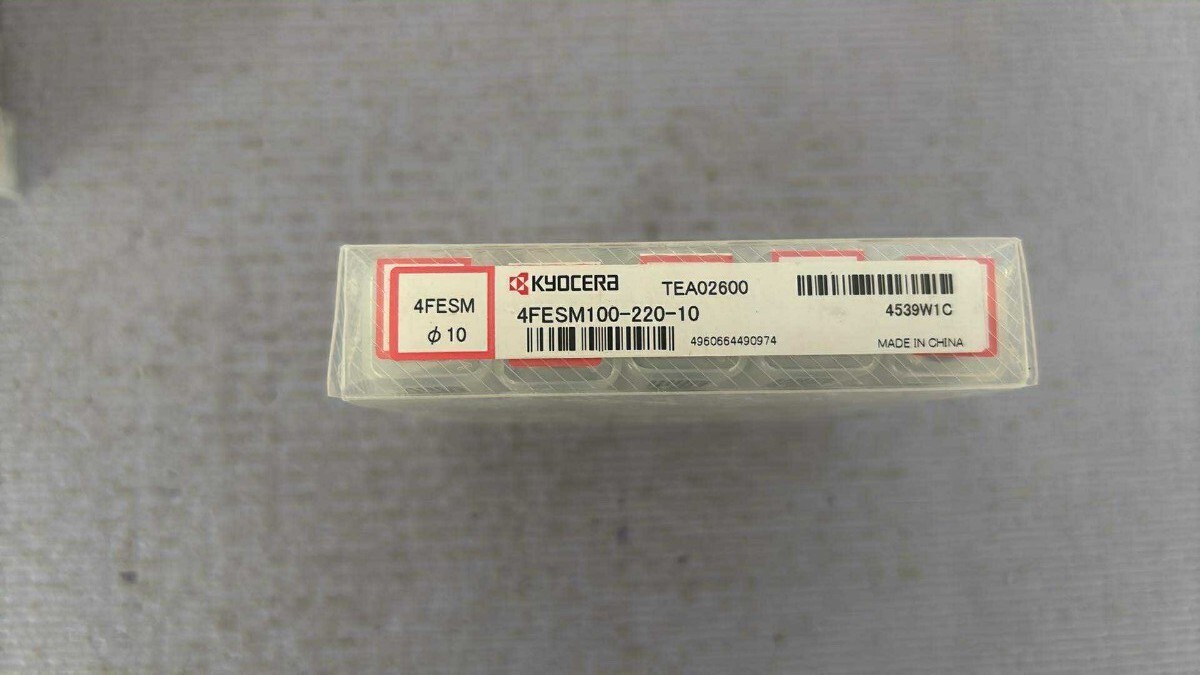 4FESM
φ10
KYOCERA
TEA02600
4FESM100-220-10
4960664490974
4539W1C
MADE IN CHINA